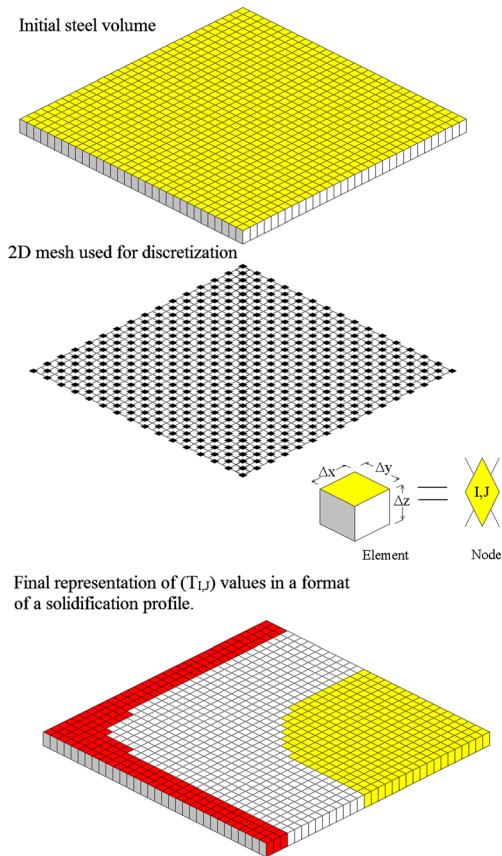 Initial steel volume
2D mesh used for discretization
Δx
Δy
Δz
I,J
Element
Node
Final representation of (T_I,J) values in a format
of a solidification profile.